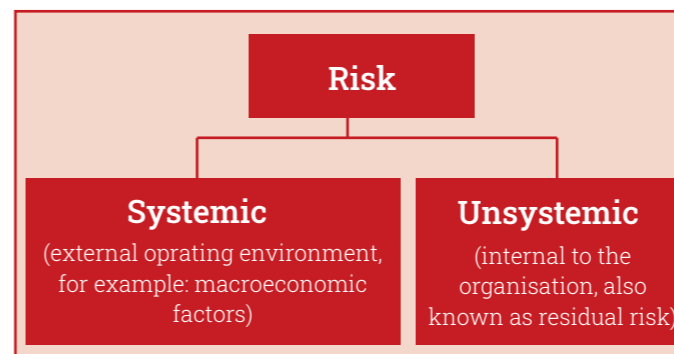 Risk
Systemic
(external oprating environment,
for example: macroeconomic
factors)
Unsystemic
(internal to the
organisation, also
known as residual risk)